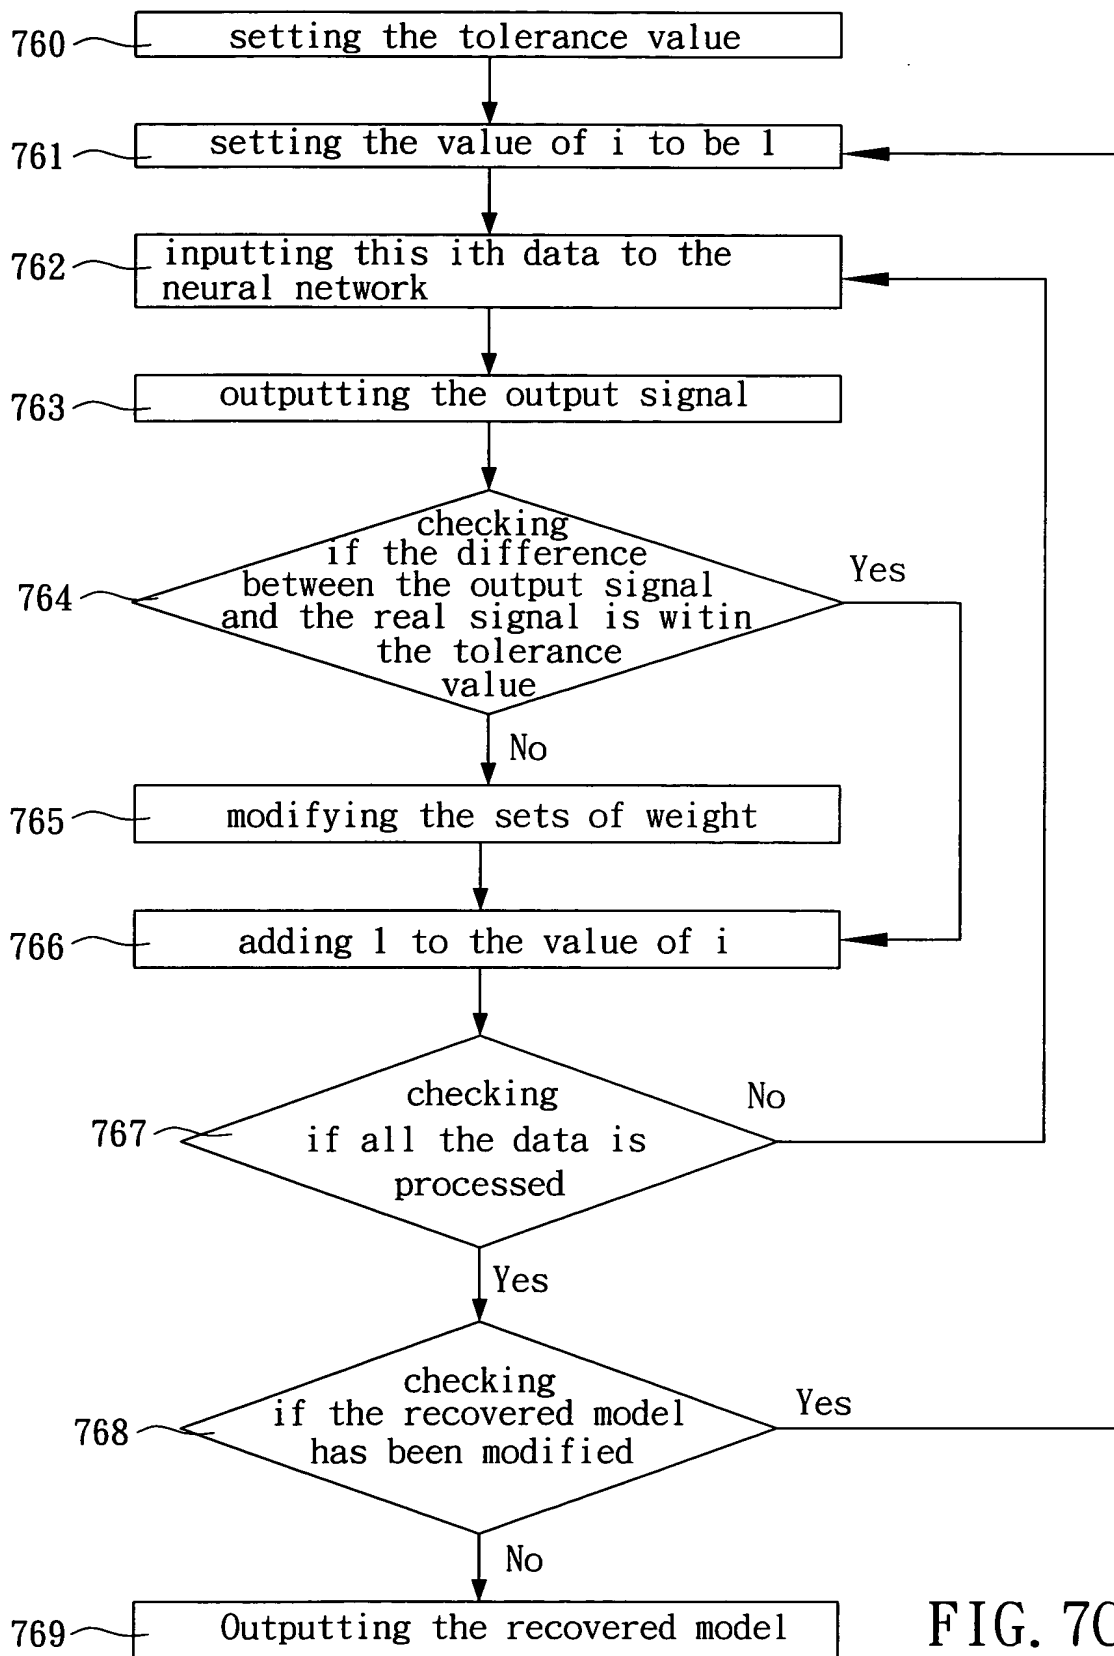 760
setting the tolerance value
761
setting the value of i to be 1
762
inputting this ith data to the
neural network
763
outputting the output signal
764
checking
if the difference
between the output signal
and the real signal is witin
the tolerance
value
Yes
No
765
modifying the sets of weight
766
adding 1 to the value of i
767
checking
if all the data is
processed
No
Yes
768
checking
if the recovered model
has been modified
Yes
No
769
Outputting the recovered model
FIG. 7C